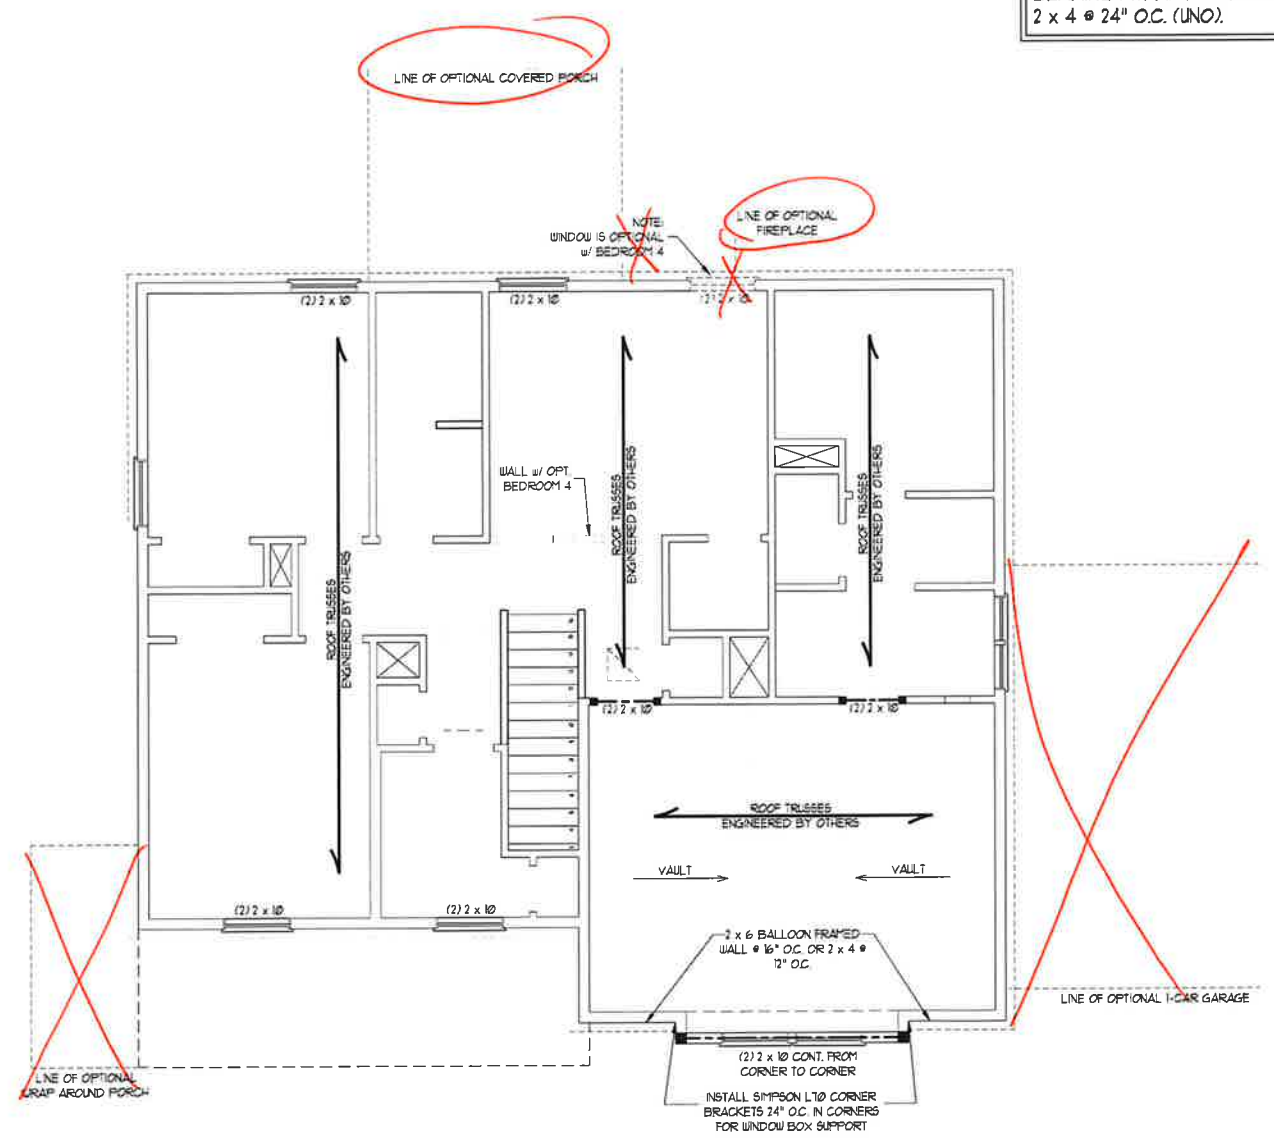 2 x 4 @ 24" O.C. (UNO).
LINE OF OPTIONAL COVERED PORCH
NOTE:
WINDOW IS OPTIONAL
w/ BEDROOM 4
LINE OF OPTIONAL
FIREPLACE
(2) 2 x 10
(2) 2 x 10
(2) 2 x 10
WALL w/ OPT.
BEDROOM 4
ROOF TRUSSES
ENGINEERED BY OTHERS
ROOF TRUSSES
ENGINEERED BY OTHERS
ROOF TRUSSES
ENGINEERED BY OTHERS
(2) 2 x 10
(2) 2 x 10
ROOF TRUSSES
ENGINEERED BY OTHERS
VAULT
VAULT
(2) 2 x 10
(2) 2 x 10
2 x 6 BALLOON FRAMED
WALL @ 16" O.C. OR 2 x 4 @
12" O.C.
LINE OF OPTIONAL 1-CAR GARAGE
(2) 2 x 10 CONT. FROM
CORNER TO CORNER
LINE OF OPTIONAL
WRAP AROUND PORCH
INSTALL SIMPSON L70 CORNER
BRACKETS 24" O.C. IN CORNERS
FOR WINDOW BOX SUPPORT